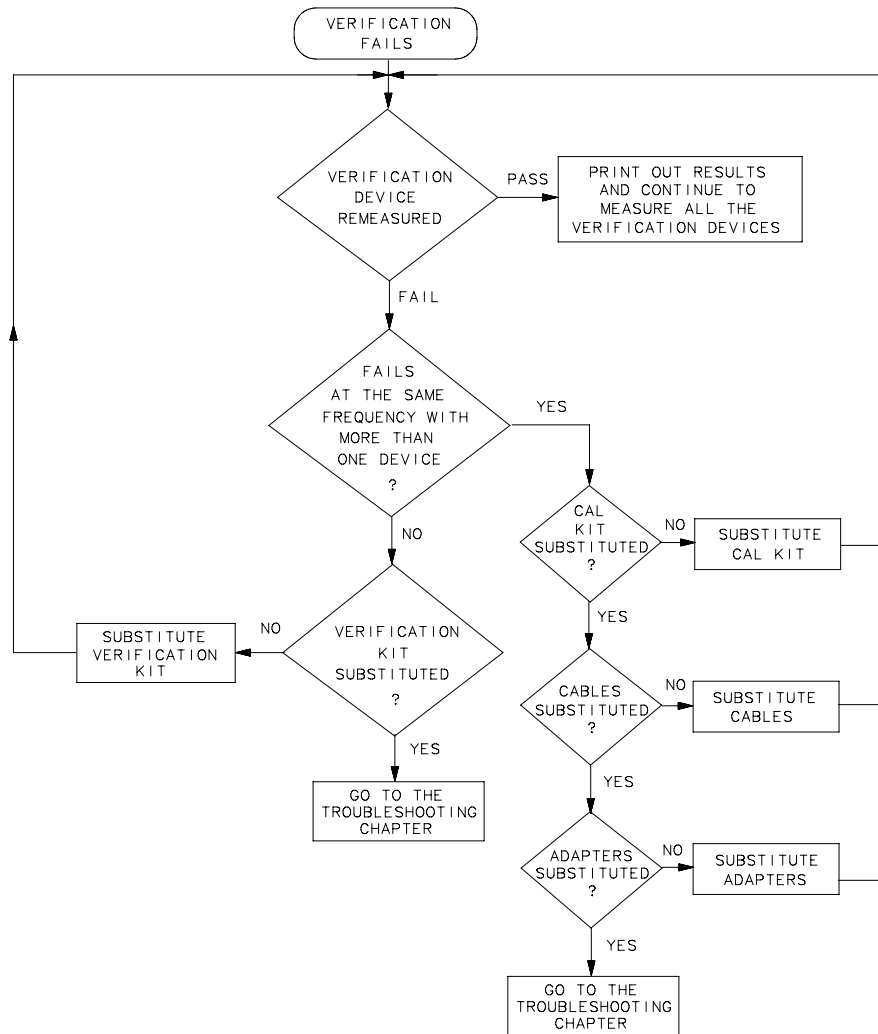 VERIFICATION
FAILS
VERIFICATION
DEVICE
REMEASURED
PASS
PRINT OUT RESULTS
AND CONTINUE TO
MEASURE ALL THE
VERIFICATION DEVICES
FAIL
FAILS
AT THE SAME
FREQUENCY WITH
MORE THAN
ONE DEVICE
?
YES
NO
CAL
KIT
SUBSTITUTED
?
NO
SUBSTITUTE
CAL KIT
YES
VERIFICATION
KIT
SUBSTITUTED
?
NO
SUBSTITUTE
VERIFICATION
KIT
YES
GO TO THE
TROUBLESHOOTING
CHAPTER
CABLES
SUBSTITUTED
?
NO
SUBSTITUTE
CABLES
YES
ADAPTERS
SUBSTITUTED
?
NO
SUBSTITUTE
ADAPTERS
YES
GO TO THE
TROUBLESHOOTING
CHAPTER